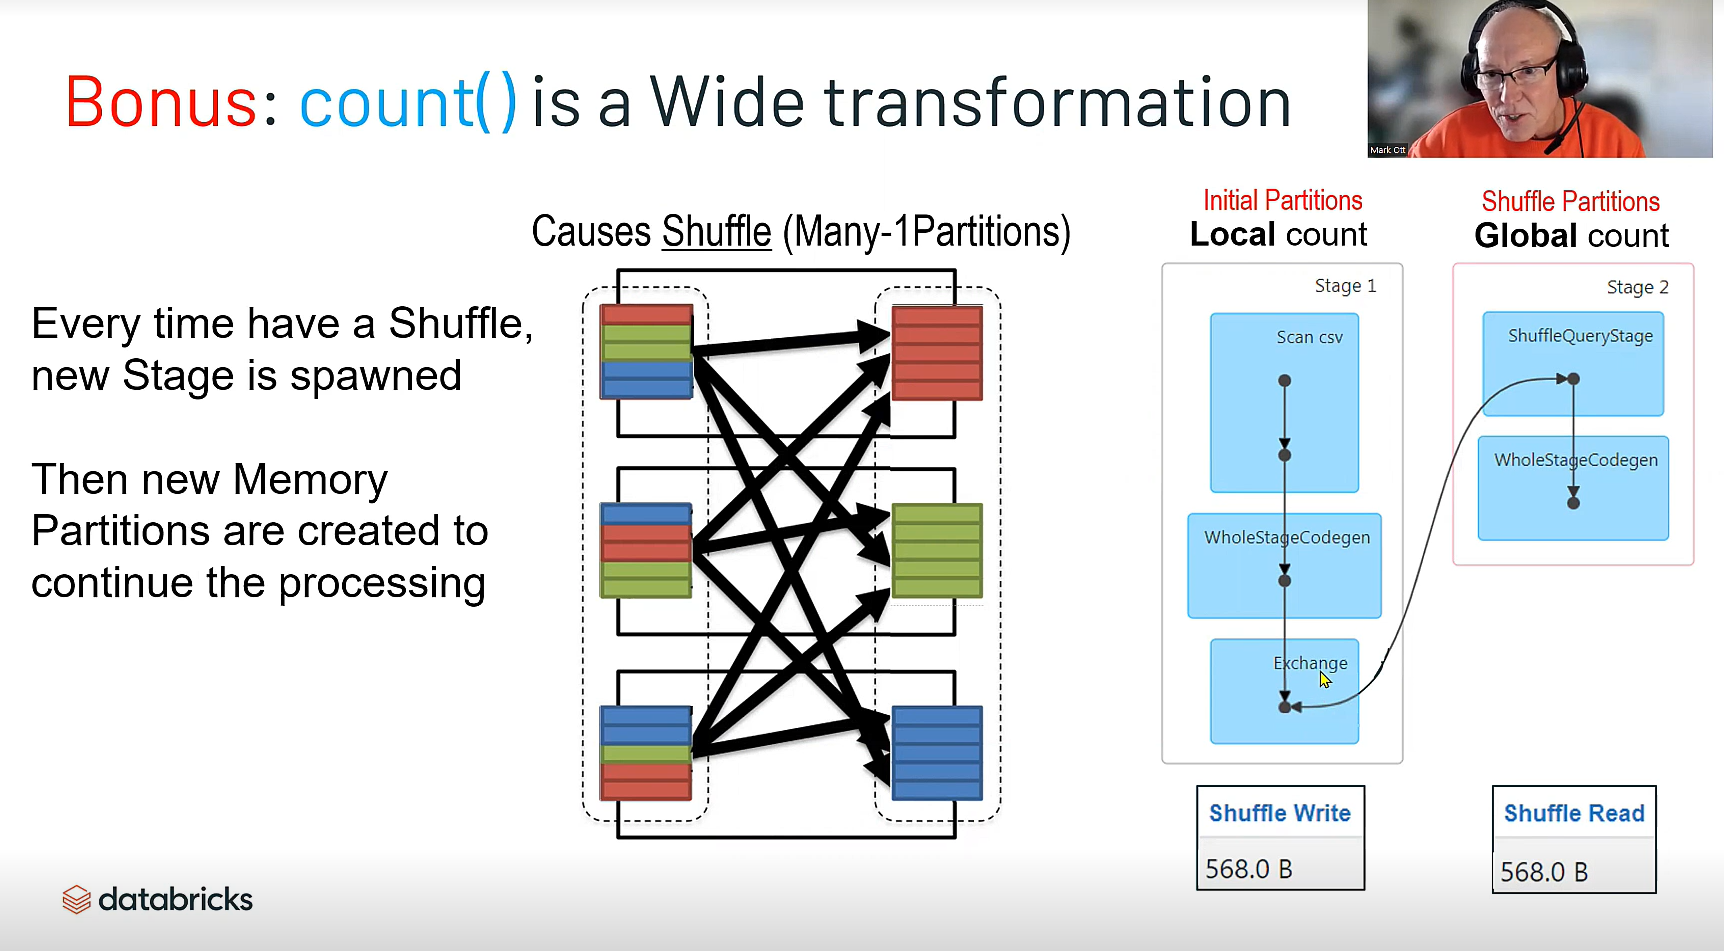 Bonus: count() is a Wide transformation
Mark Ott
Causes Shuffle (Many-1Partitions)
Every time have a Shuffle,
new Stage is spawned
Then new Memory
Partitions are created to
continue the processing
Initial Partitions
Local count
Stage 1
Scan csv
WholeStageCodegen
Exchange
Shuffle Write
568.0 B
Shuffle Partitions
Global count
Stage 2
ShuffleQueryStage
WholeStageCodegen
Shuffle Read
568.0 B
databricks